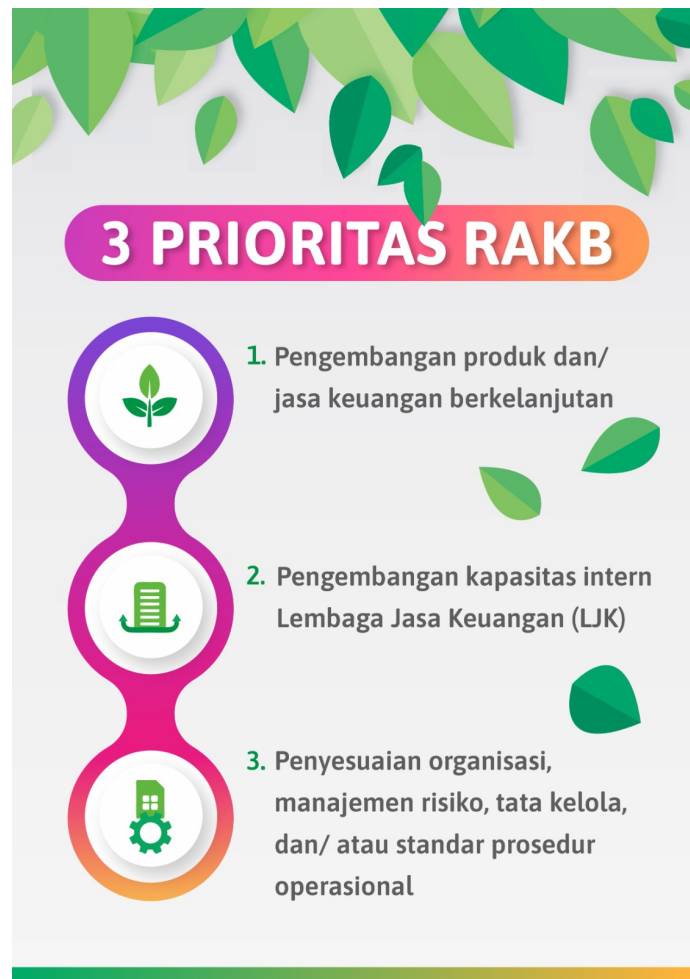 3 PRIORITAS RAKB
1. Pengembangan produk dan/
jasa keuangan berkelanjutan
2. Pengembangan kapasitas intern
Lembaga Jasa Keuangan (LJK)
3. Penyesuaian organisasi,
manajemen risiko, tata kelola,
dan/ atau standar prosedur
operasional